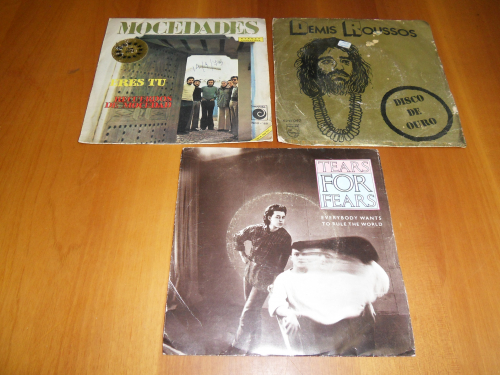 MOCEDADES
ERES TU
Demis Roussos
DISCO
DE
OURO
TEARS
FOR
FEARS
EVERYBODY WANTS
TO RULE THE WORLD